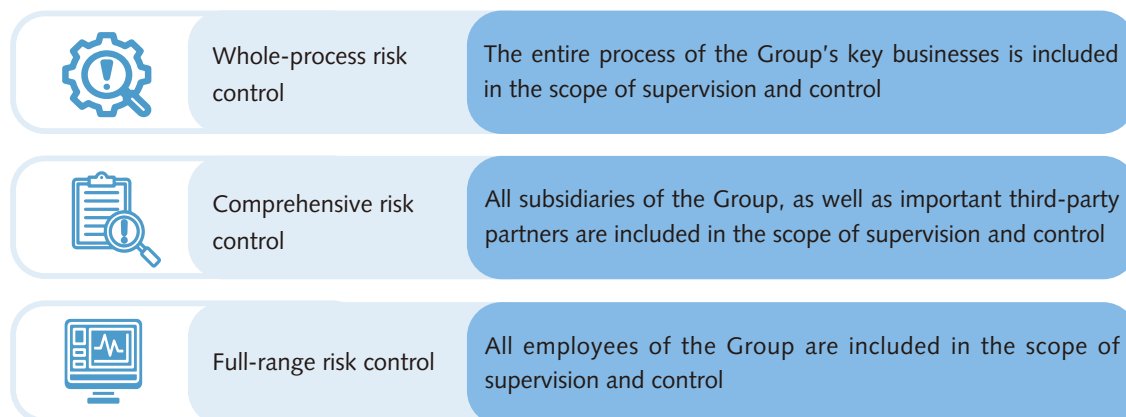 Whole-process risk
control
The entire process of the Group's key businesses is included
in the scope of supervision and control
Comprehensive risk
control
All subsidiaries of the Group, as well as important third-party
partners are included in the scope of supervision and control
Full-range risk control
All employees of the Group are included in the scope of
supervision and control